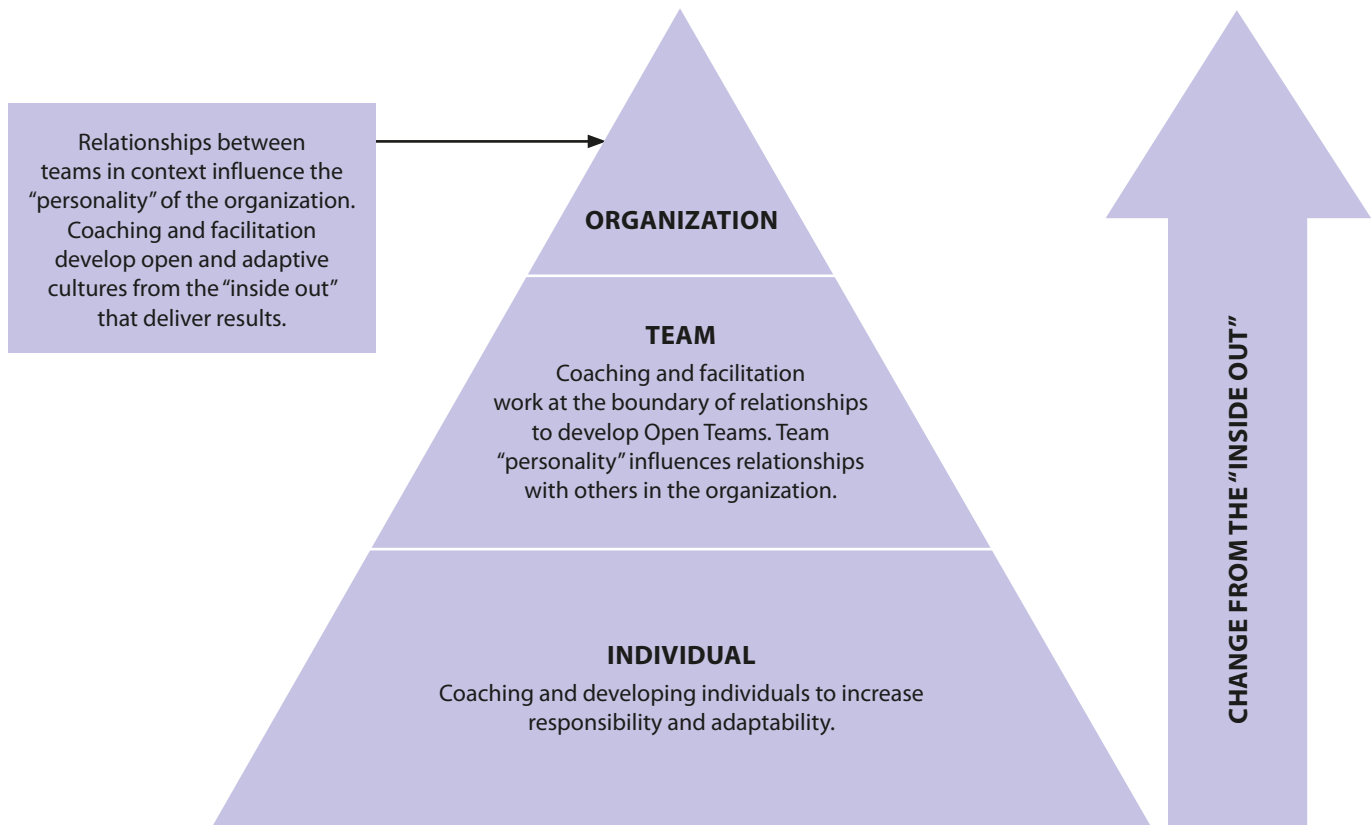 Relationships between
teams in context influence the
“personality” of the organization.
Coaching and facilitation
develop open and adaptive
cultures from the “inside out”
that deliver results.
ORGANIZATION
TEAM
Coaching and facilitation
work at the boundary of relationships
to develop Open Teams. Team
“personality” influences relationships
with others in the organization.
INDIVIDUAL
Coaching and developing individuals to increase
responsibility and adaptability.
CHANGE FROM THE “INSIDE OUT”